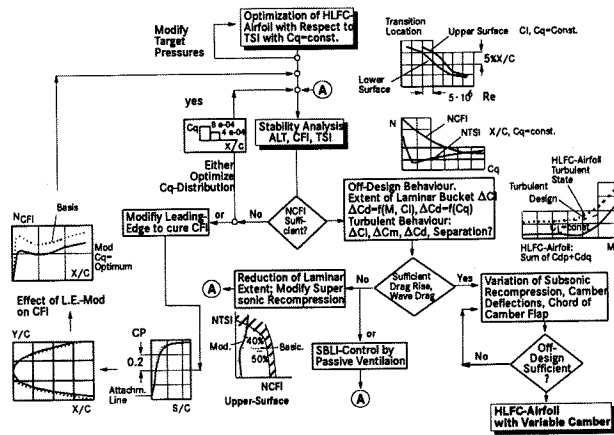 Optimization of HLFC-
Airfoil with Respect to
TSI with Cq=const.
Modify
Target
Pressures
Transition
Location
Upper Surface
Cl, Cq=Const.
5%X/C
Lower
Surface
5 · 10^6
Re
A
yes
Cq
8 e-04
4 e-04
X/C
Stability Analysis
ALT, CFI, TSI
N
NCFI
NTSI
X/C, Cq=const.
Cq
Either
Optimize
Cq-Distribution
Off-Design Behaviour.
Extent of Laminar Bucket ΔCl
ΔCd=f(M, Cl), ΔCd=f(Cq)
Turbulent Behaviour:
ΔCl, ΔCm, ΔCd, Separation?
HLFC-Airfoil
Turbulent
State
Turbulent
Design
CL=const
M
HLFC-Airfoil:
Sum of Cdp+Cdq
NCFI
Basis
Mod
Cq=
Optimum
X/C
Modifiy Leading-
Edge to cure CFI
or
No
NCFI
Suffi-
cient?
Effect of L.E.-Mod
on CFI
A
Reduction of Laminar
Extent; Modify Super
sonic Recompression
No
Sufficient
Drag Rise,
Wave Drag
Yes
Variation of Subsonic
Recompression, Camber
Deflections, Chord of
Camber Flap
Y/C
X/C
CP
0.2
Attachm.
Line
S/C
NTSI
Mod.
40%
50%
Basic.
NCFI
Upper-Surface
or
SBLI-Control by
Passive Ventilaion
A
No
Off-
Design
Sufficient
?
HLFC-Airfoil
with Variable Camber